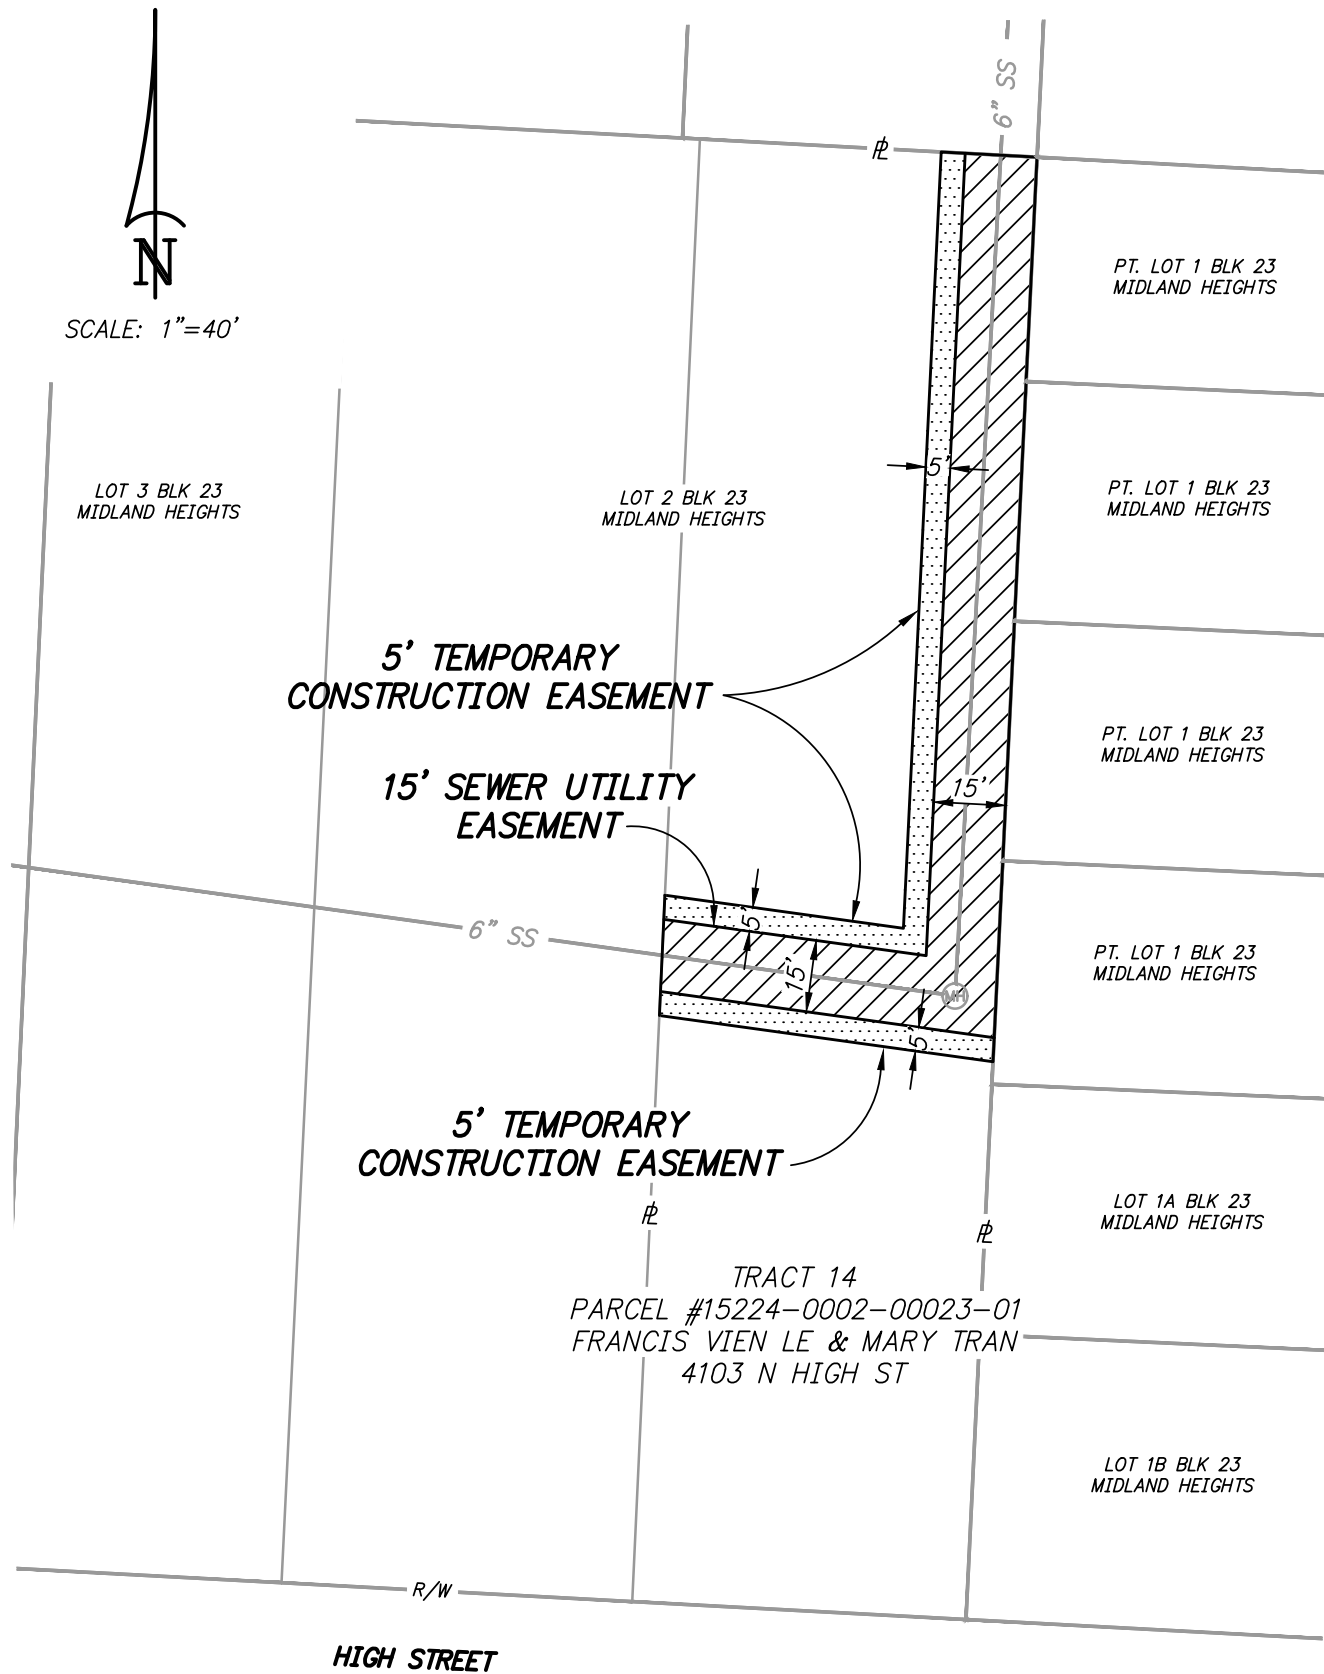 6" SS
℄
N
SCALE: 1"=40'
PT. LOT 1 BLK 23
MIDLAND HEIGHTS
5'
LOT 3 BLK 23
MIDLAND HEIGHTS
LOT 2 BLK 23
MIDLAND HEIGHTS
PT. LOT 1 BLK 23
MIDLAND HEIGHTS
5' TEMPORARY
CONSTRUCTION EASEMENT
PT. LOT 1 BLK 23
MIDLAND HEIGHTS
15'
15' SEWER UTILITY
EASEMENT
5'
6" SS
15'
MH
PT. LOT 1 BLK 23
MIDLAND HEIGHTS
5'
5' TEMPORARY
CONSTRUCTION EASEMENT
PL
PL
LOT 1A BLK 23
MIDLAND HEIGHTS
TRACT 14
PARCEL #15224-0002-00023-01
FRANCIS VIEN LE & MARY TRAN
4103 N HIGH ST
LOT 1B BLK 23
MIDLAND HEIGHTS
R/W
HIGH STREET